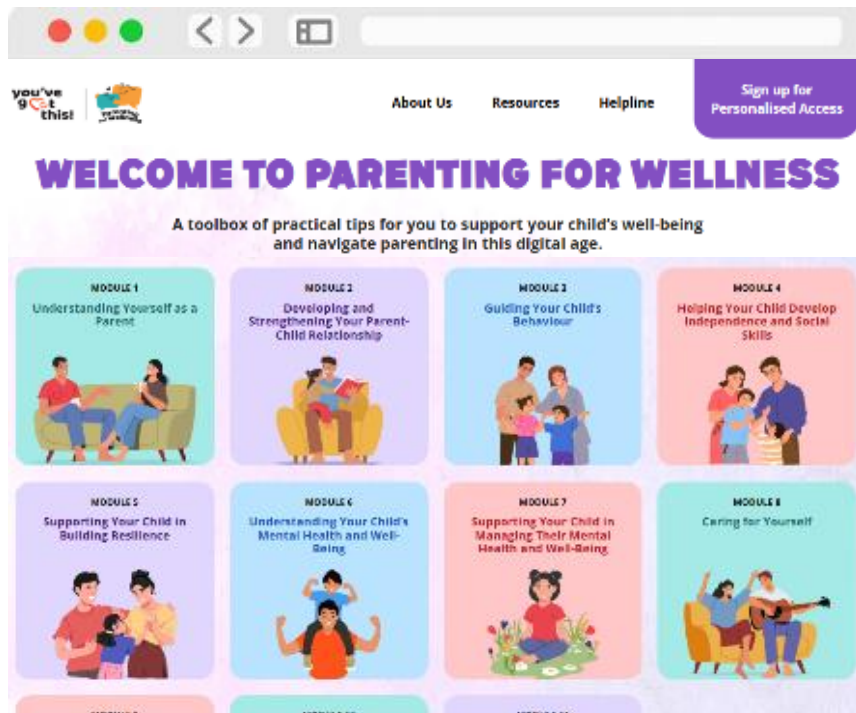 you've
got
this!
About Us
Resources
Helpline
Sign up for
Personalised Access
WELCOME TO PARENTING FOR WELLNESS
A toolbox of practical tips for you to support your child's well-being
and navigate parenting in this digital age.
MODULE 1
Understanding Yourself as a
Parent
MODULE 2
Developing and
Strengthening Your Parent-
Child Relationship
MODULE 3
Guiding Your Child's
Behaviour
MODULE 4
Helping Your Child Develop
Independence and Social
Skills
MODULE 5
Supporting Your Child in
Building Resilience
MODULE 6
Understanding Your Child's
Mental Health and Well-
Being
MODULE 7
Supporting Your Child in
Managing Their Mental
Health and Well-Being
MODULE 8
Caring for Yourself